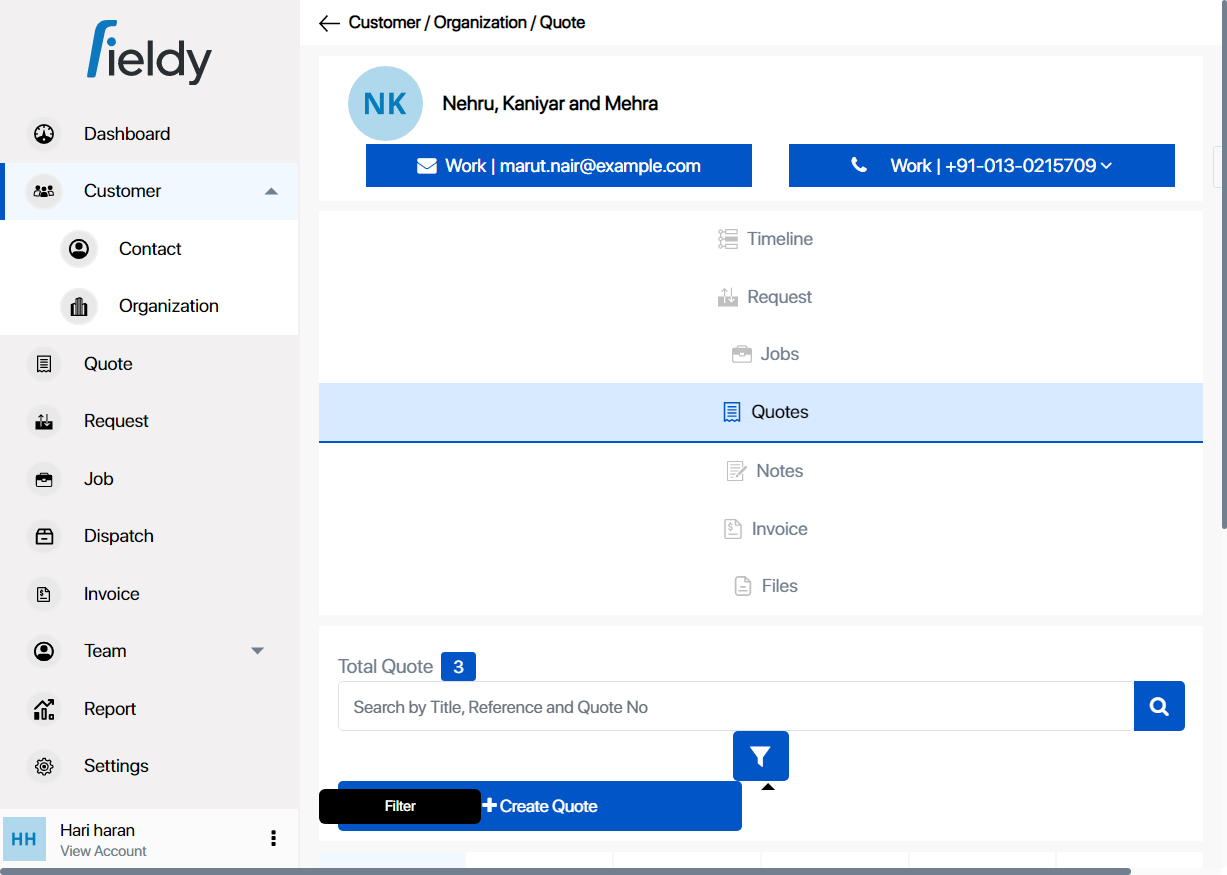 fieldy
Dashboard
Customer
Contact
Organization
Quote
Request
Job
Dispatch
Invoice
Team
Report
Settings
HH
Hari haran
View Account
Customer / Organization / Quote
NK
Nehru, Kaniyar and Mehra
Work | marut.nair@example.com
Work | +91-013-0215709
Timeline
Request
Jobs
Quotes
Notes
Invoice
Files
Total Quote 3
Search by Title, Reference and Quote No
Filter
Create Quote